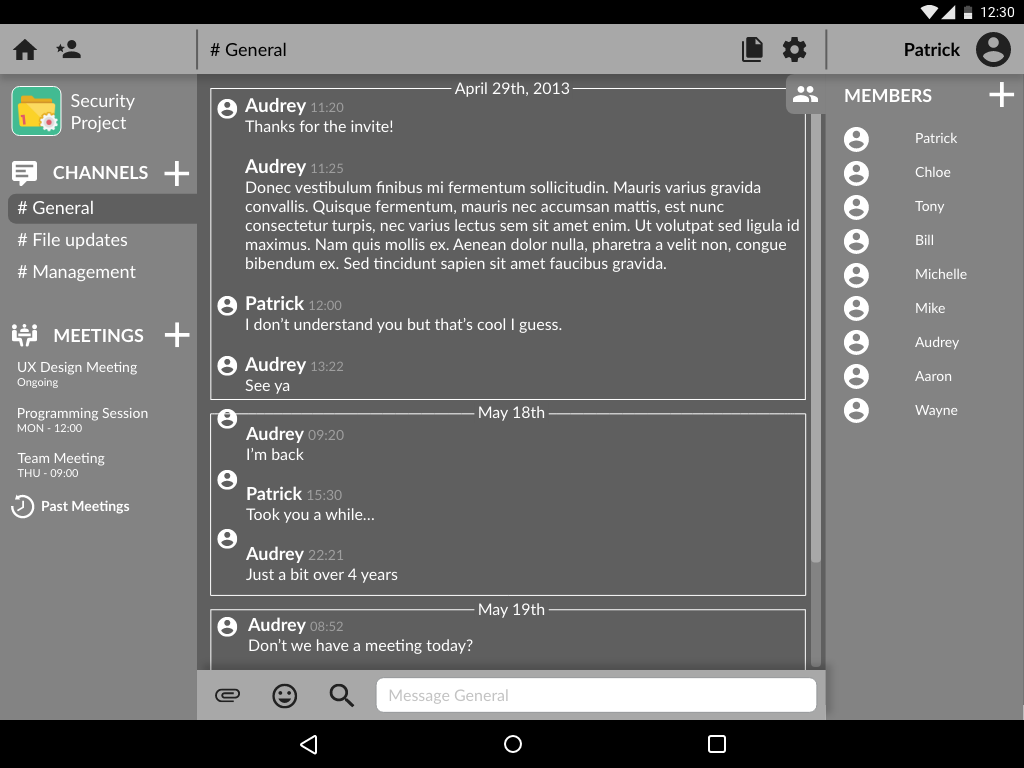 12:30
# General
Patrick
Security
Project
1
CHANNELS
# General
# File updates
# Management
MEETINGS
UX Design Meeting
Ongoing
Programming Session
MON - 12:00
Team Meeting
THU - 09:00
Past Meetings
April 29th, 2013
Audrey 11:20
Thanks for the invite!
Audrey 11:25
Donec vestibulum finibus mi fermentum sollicitudin. Mauris varius gravida
convallis. Quisque fermentum, mauris nec accumsan mattis, est nunc
consectetur turpis, nec varius lectus sem sit amet enim. Ut volutpat sed ligula id
maximus. Nam quis mollis ex. Aenean dolor nulla, pharetra a velit non, congue
bibendum ex. Sed tincidunt sapien sit amet faucibus gravida.
Patrick 12:00
I don't understand you but that's cool I guess.
Audrey 13:22
See ya
May 18th
Audrey 09:20
I'm back
Patrick 15:30
Took you a while...
Audrey 22:21
Just a bit over 4 years
May 19th
Audrey 08:52
Don't we have a meeting today?
Message General
MEMBERS
Patrick
Chloe
Tony
Bill
Michelle
Mike
Audrey
Aaron
Wayne